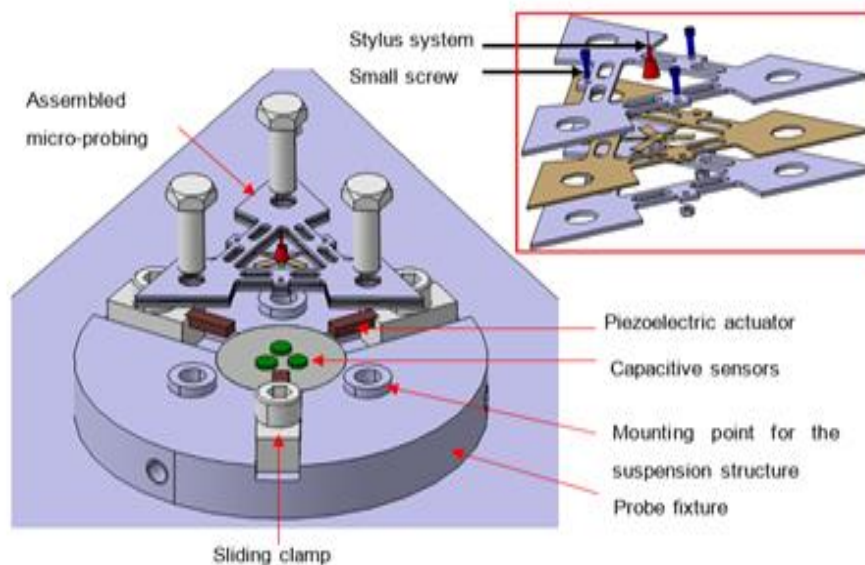 Stylus system
Small screw
Assembled
micro-probing
Piezoelectric actuator
Capacitive sensors
Mounting point for the
suspension structure
Probe fixture
Sliding clamp